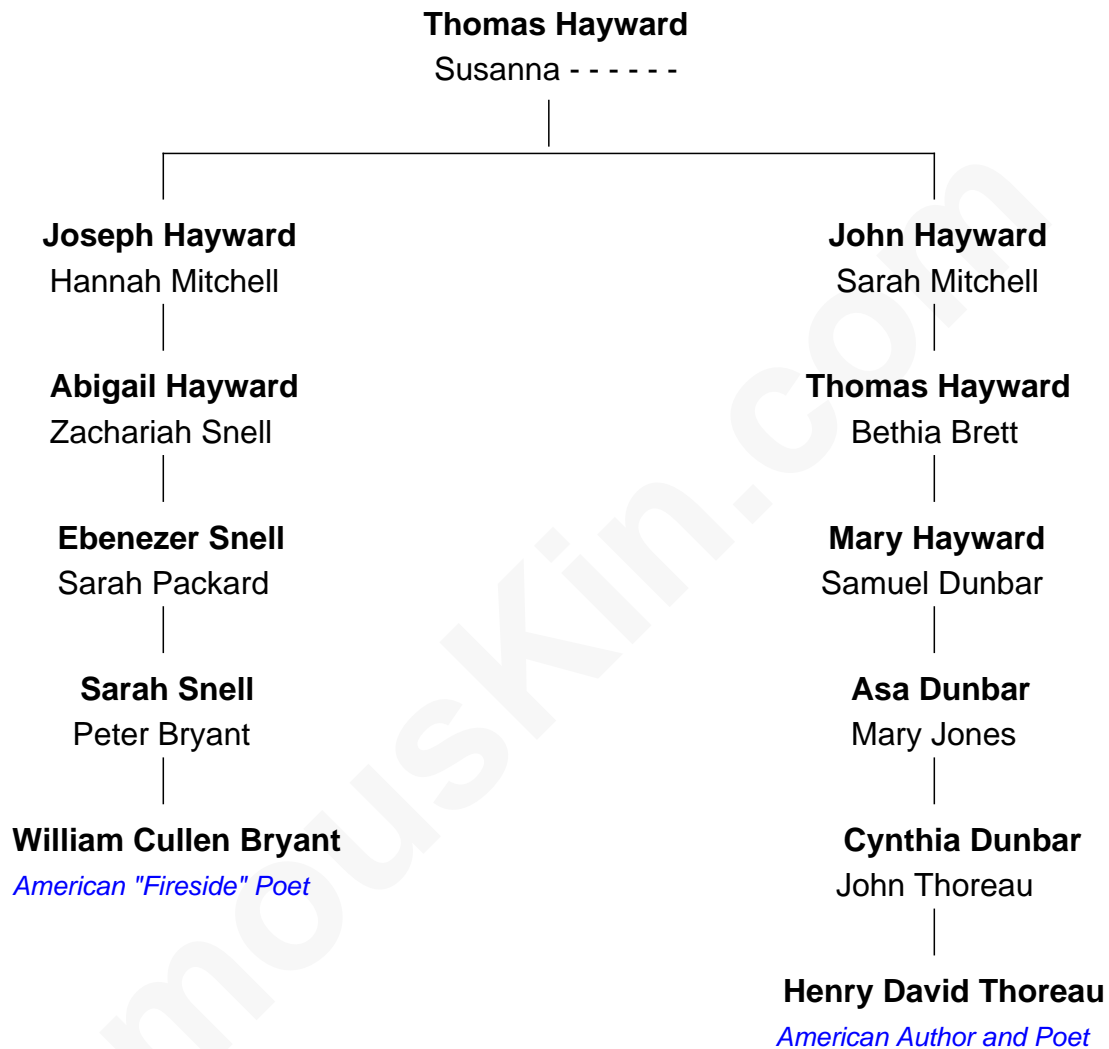 Thomas Hayward
Susanna - - - - - -
Joseph Hayward
Hannah Mitchell
John Hayward
Sarah Mitchell
Abigail Hayward
Zachariah Snell
Thomas Hayward
Bethia Brett
Ebenezer Snell
Sarah Packard
Mary Hayward
Samuel Dunbar
Sarah Snell
Peter Bryant
Asa Dunbar
Mary Jones
William Cullen Bryant
American "Fireside" Poet
Cynthia Dunbar
John Thoreau
Henry David Thoreau
American Author and Poet
mousKin.com